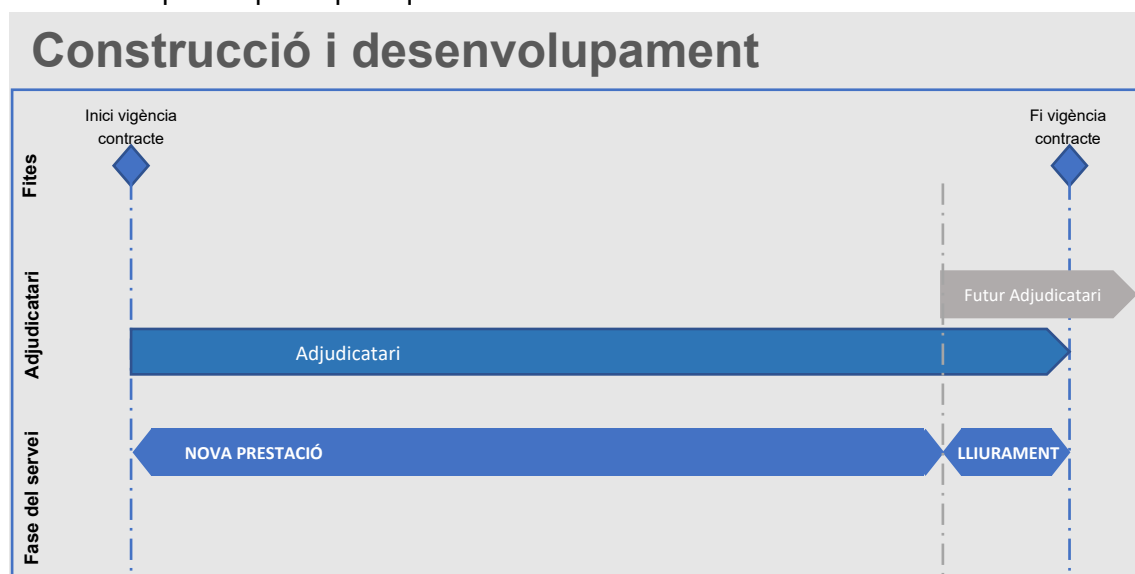 Construcció i desenvolupament
Inici vigència
contracte
Fi vigència
contracte
Fites
Futur Adjudicatari
Adjudicatari
Adjudicatari
NOVA PRESTACIÓ
LLIURAMENT
Fase del servei